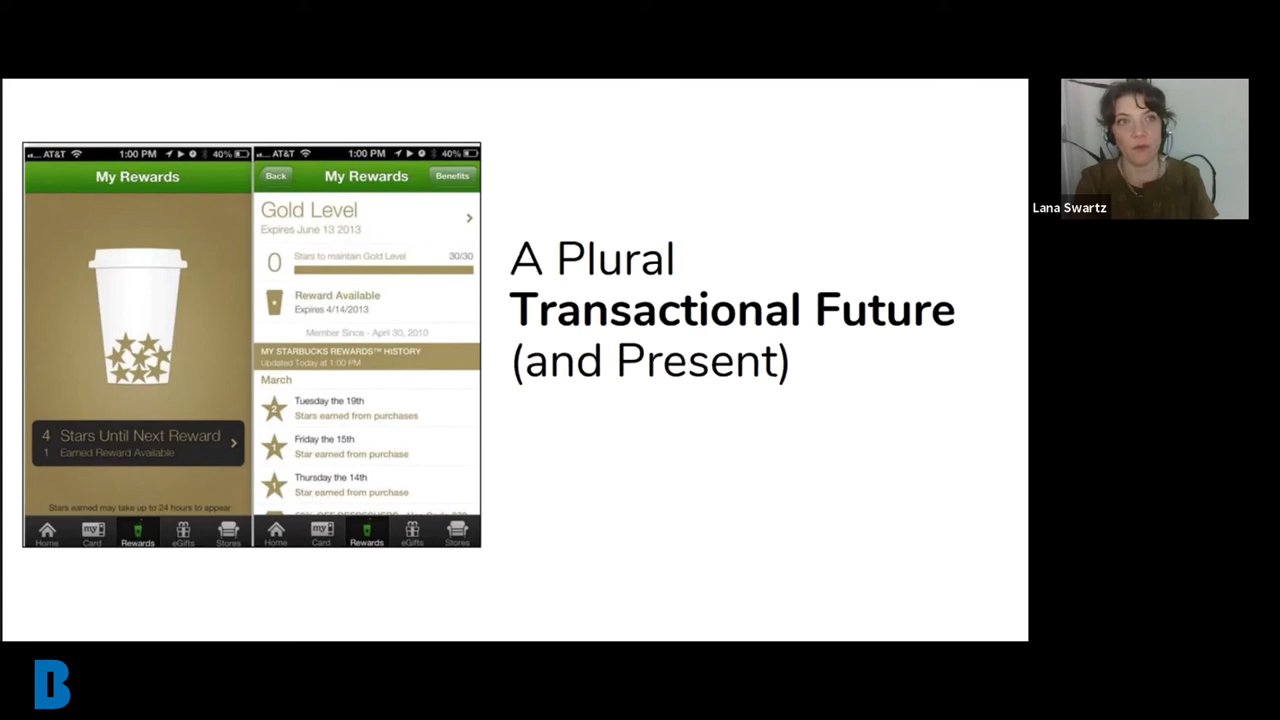 AT&T 1:00 PM 40%
My Rewards
4 Stars Until Next Reward
1 Earned Reward Available
Stars earned may take up to 24 hours to appear
Home Card Rewards eGifts Stores
my
AT&T 1:00 PM 40%
Back My Rewards Benefits
Gold Level
Expires June 13 2013
0 Stars to maintain Gold Level 30/30
Reward Available
Expires 4/14/2013
Member Since - April 30, 2010
MY STARBUCKS REWARDS™ HISTORY
Updated Today at 1:00 PM
March
2 Tuesday the 19th
Stars earned from purchases
1 Friday the 15th
Star earned from purchase
1 Thursday the 14th
Star earned from purchase
my
Home Card Rewards eGifts Stores
A Plural
Transactional Future
(and Present)
Lana Swartz
B